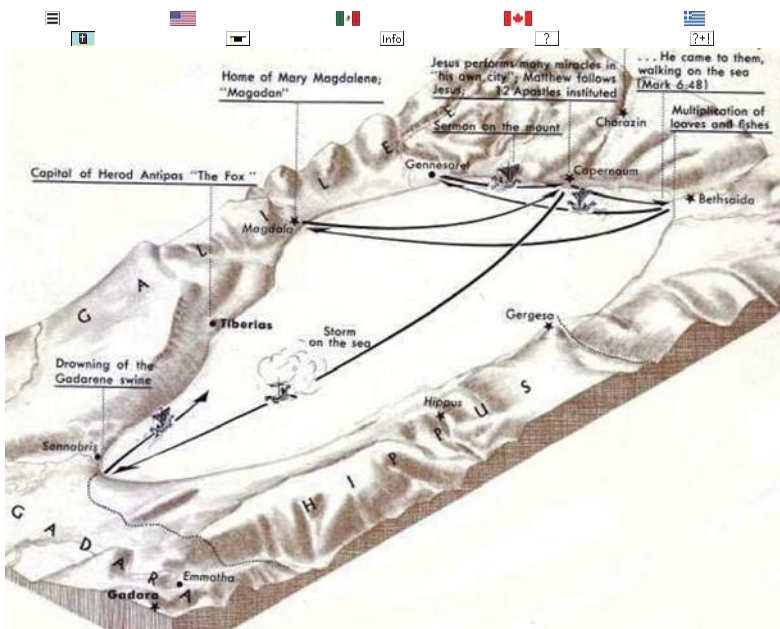 Info
?
?+!
Jesus performs many miracles in
"his own city"; Matthew follows
Jesus; 12 Apostles instituted
. . . He came to them,
walking on the sea
(Mark 6:48)
Home of Mary Magdalene;
"Magadan"
Multiplication of
loaves and fishes
Chorazin
Sermon on the mount
Capital of Herod Antipas "The Fox"
Gennesaret
Capernaum
Bethsaida
Magdala
GALILEE
Tiberias
Gergesa
Storm
on the sea
Drowning of the
Gadarene swine
Hippus
HIPPUS
Sennabris
GADARA
Emmatha
Gadara